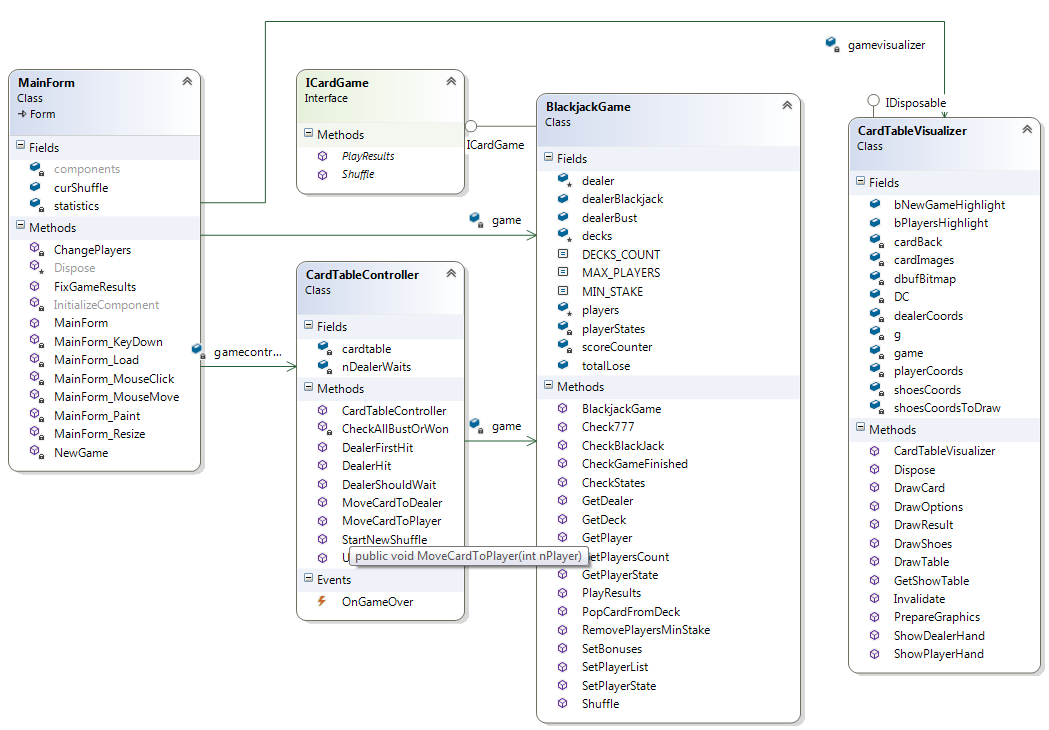 gamevisualizer
MainForm
Class
Form
Fields
components
curShuffle
statistics
Methods
ChangePlayers
Dispose
FixGameResults
InitializeComponent
MainForm
MainForm_KeyDown
MainForm_Load
MainForm_MouseClick
MainForm_MouseMove
MainForm_Paint
MainForm_Resize
NewGame
ICardGame
Interface
Methods
PlayResults
Shuffle
ICardGame
game
gamecontr...
CardTableController
Class
Fields
cardtable
nDealerWaits
Methods
CardTableController
CheckAllBustOrWon
DealerFirstHit
DealerHit
DealerShouldWait
MoveCardToDealer
MoveCardToPlayer
StartNewShuffle
U
public void MoveCardToPlayer(int nPlayer)
Events
OnGameOver
game
BlackjackGame
Class
Fields
dealer
dealerBlackjack
dealerBust
decks
DECKS_COUNT
MAX_PLAYERS
MIN_STAKE
players
playerStates
scoreCounter
totalLose
Methods
BlackjackGame
Check777
CheckBlackJack
CheckGameFinished
CheckStates
GetDealer
GetDeck
GetPlayer
etPlayersCount
GetPlayerState
PlayResults
PopCardFromDeck
RemovePlayersMinStake
SetBonuses
SetPlayerList
SetPlayerState
Shuffle
IDisposable
CardTableVisualizer
Class
Fields
bNewGameHighlight
bPlayersHighlight
cardBack
cardImages
dbufBitmap
DC
dealerCoords
g
game
playerCoords
shoesCoords
shoesCoordsToDraw
Methods
CardTableVisualizer
Dispose
DrawCard
DrawOptions
DrawResult
DrawShoes
DrawTable
GetShowTable
Invalidate
PrepareGraphics
ShowDealerHand
ShowPlayerHand